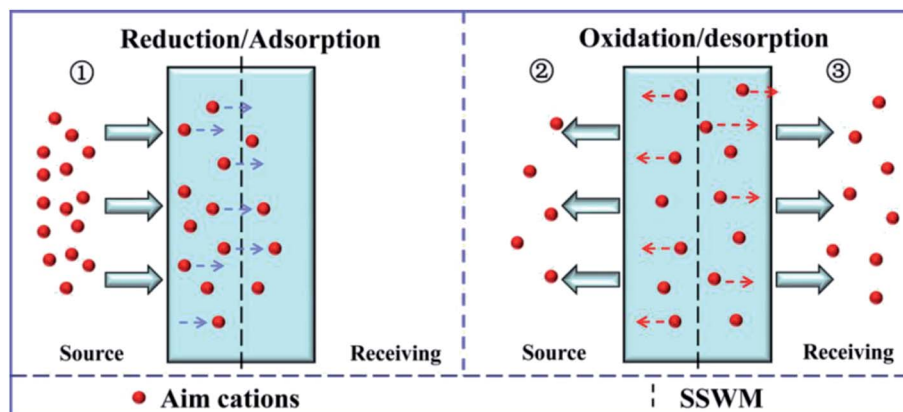 Reduction/Adsorption
①
Source
Receiving
Oxidation/desorption
②
③
Source
Receiving
Aim cations
SSWM